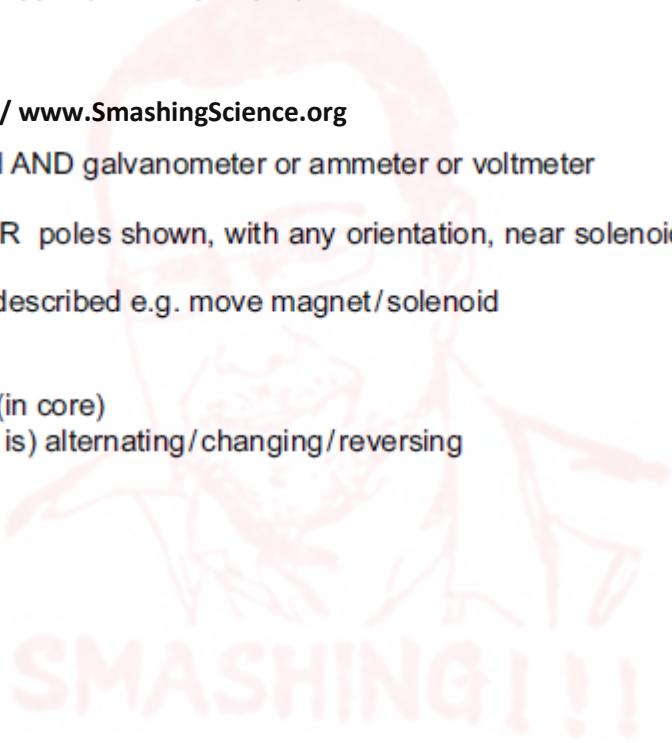 / www.SmashingScience.org
AND galvanometer or ammeter or voltmeter
R poles shown, with any orientation, near solenoid
described e.g. move magnet/solenoid
(in core)
is) alternating/changing/reversing
SMASHING!!!